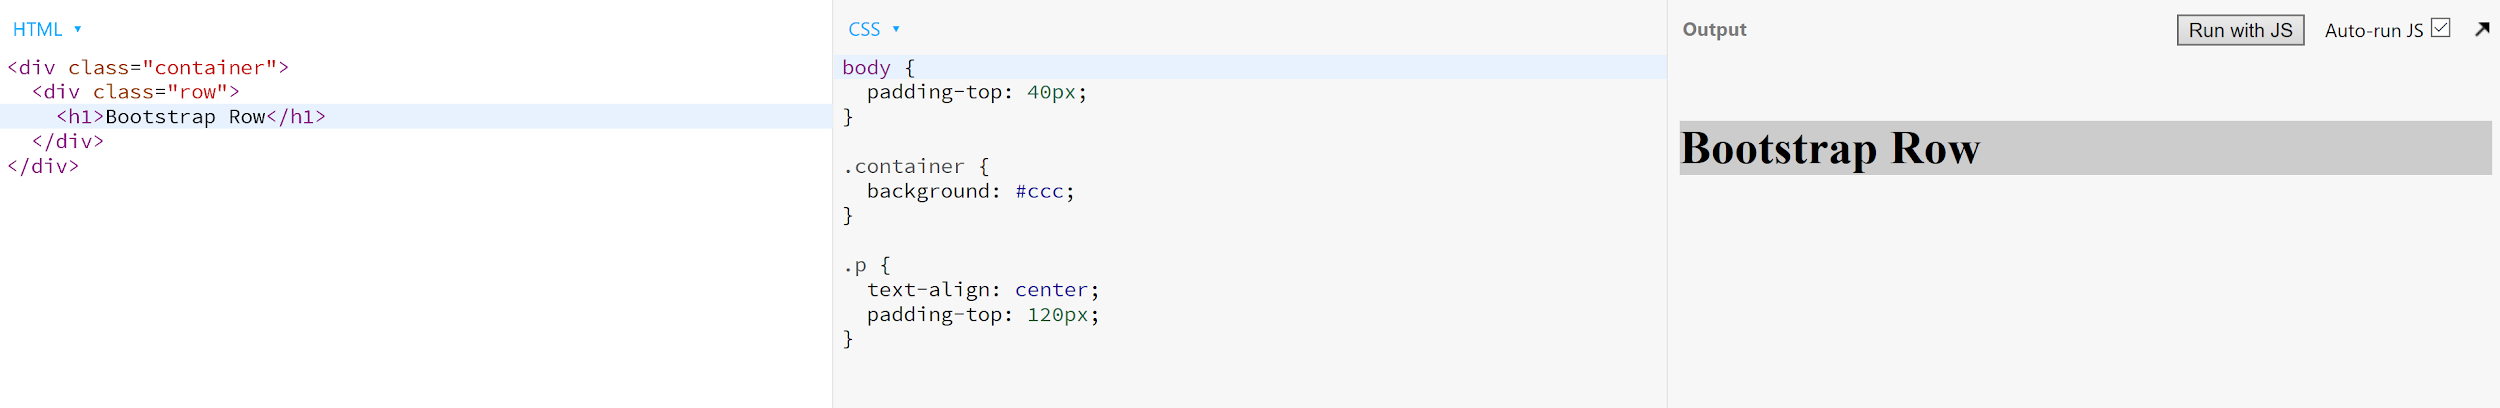 HTML ▼
<div class="container">
  <div class="row">
    <h1>Bootstrap Row</h1>
  </div>
</div>
CSS ▼
body {
  padding-top: 40px;
}

.container {
  background: #ccc;
}

.p {
  text-align: center;
  padding-top: 120px;
}
Output
Run with JS
Auto-run JS
Bootstrap Row